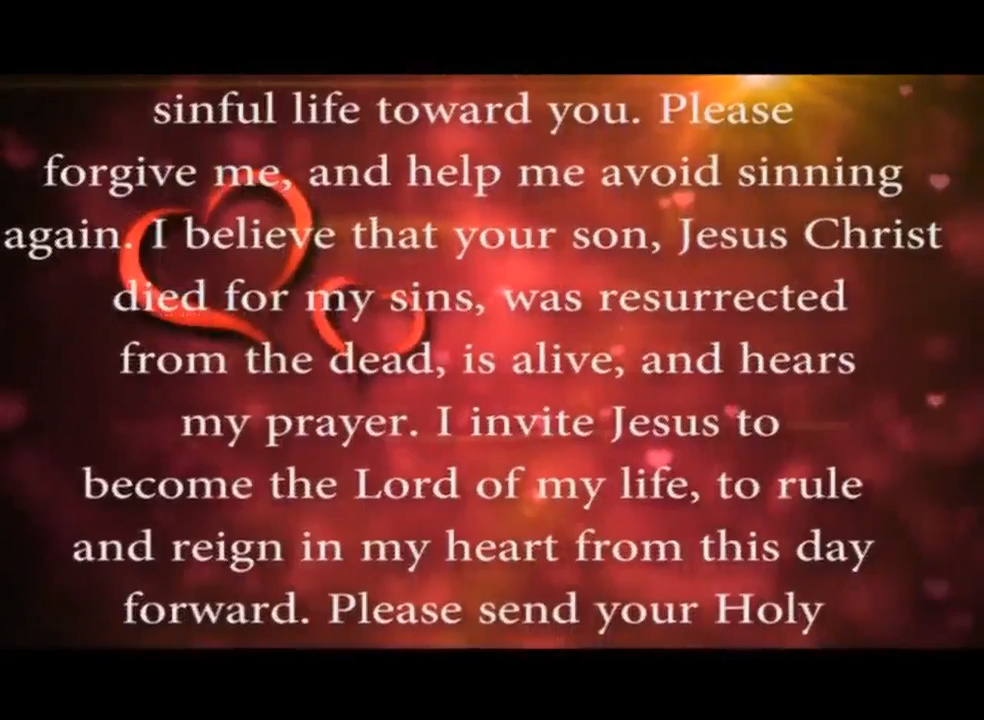 sinful life toward you. Please
forgive me, and help me avoid sinning
again. I believe that your son, Jesus Christ
died for my sins, was resurrected
from the dead, is alive, and hears
my prayer. I invite Jesus to
become the Lord of my life, to rule
and reign in my heart from this day
forward. Please send your Holy